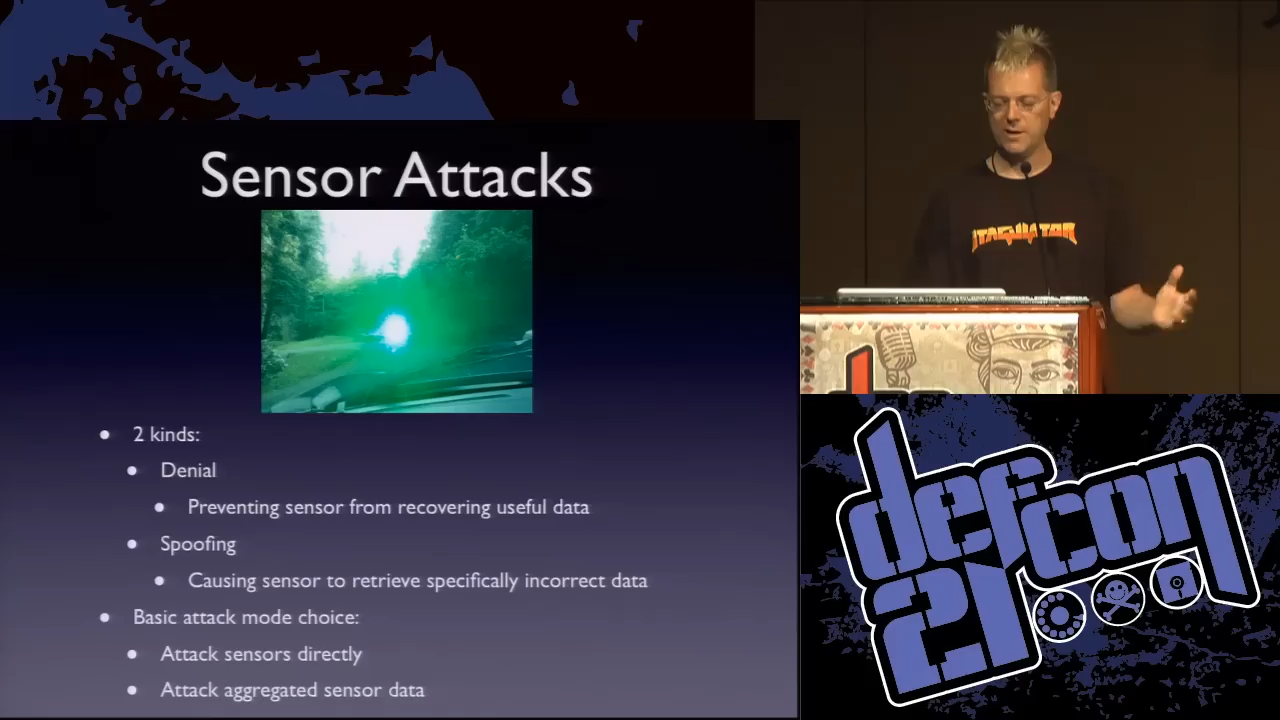 Sensor Attacks
2 kinds:
Denial
Preventing sensor from recovering useful data
Spoofing
Causing sensor to retrieve specifically incorrect data
Basic attack mode choice:
Attack sensors directly
Attack aggregated sensor data
defcon
21